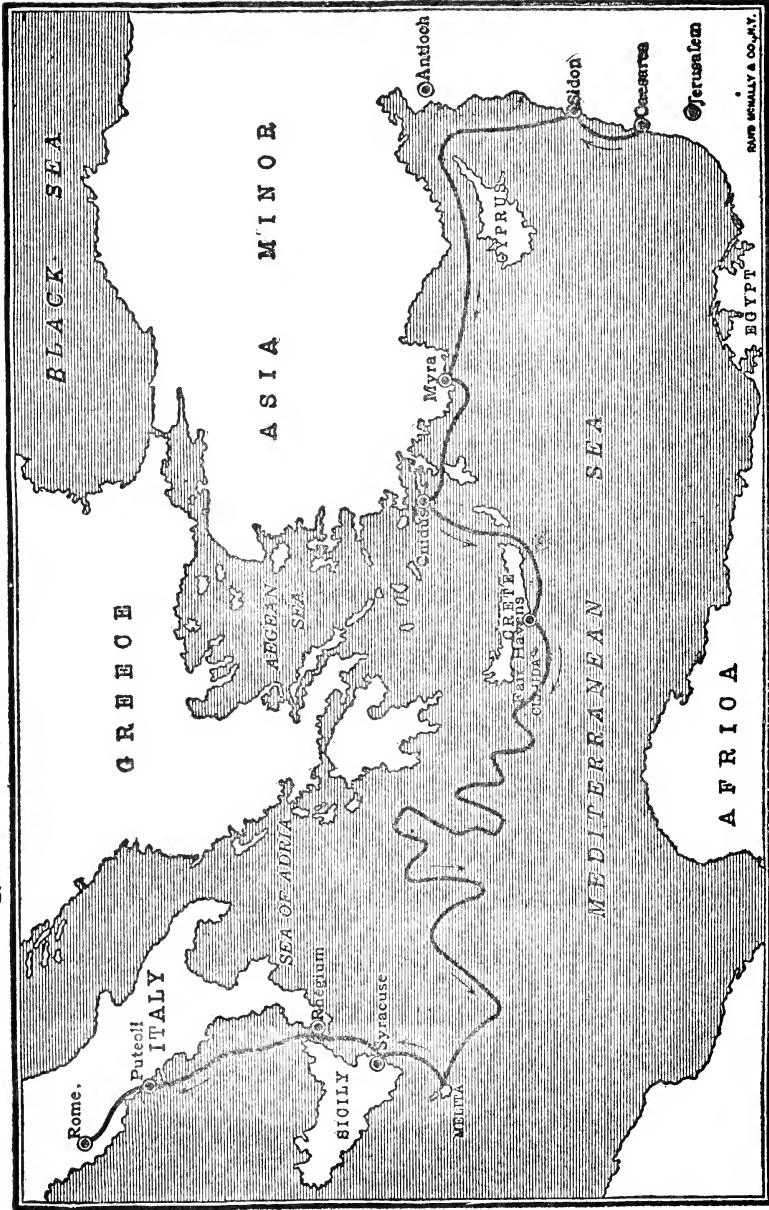 BLACK SEA
GREECE
ASIA MINOR
ITALY
Rome.
Puteoli
SEA OF ADRIA
AEGEAN
SEA
Rhegium
SICILY
Syracuse
MELITA
Cnidus
Myra
Antioch
CRETE
Fair Havens
CLAUDA
CYPRUS
Sidon
Caesarea
Jerusalem
MEDITERRANEAN SEA
AFRICA
EGYPT
RAND MCNALLY & CO., N.Y.